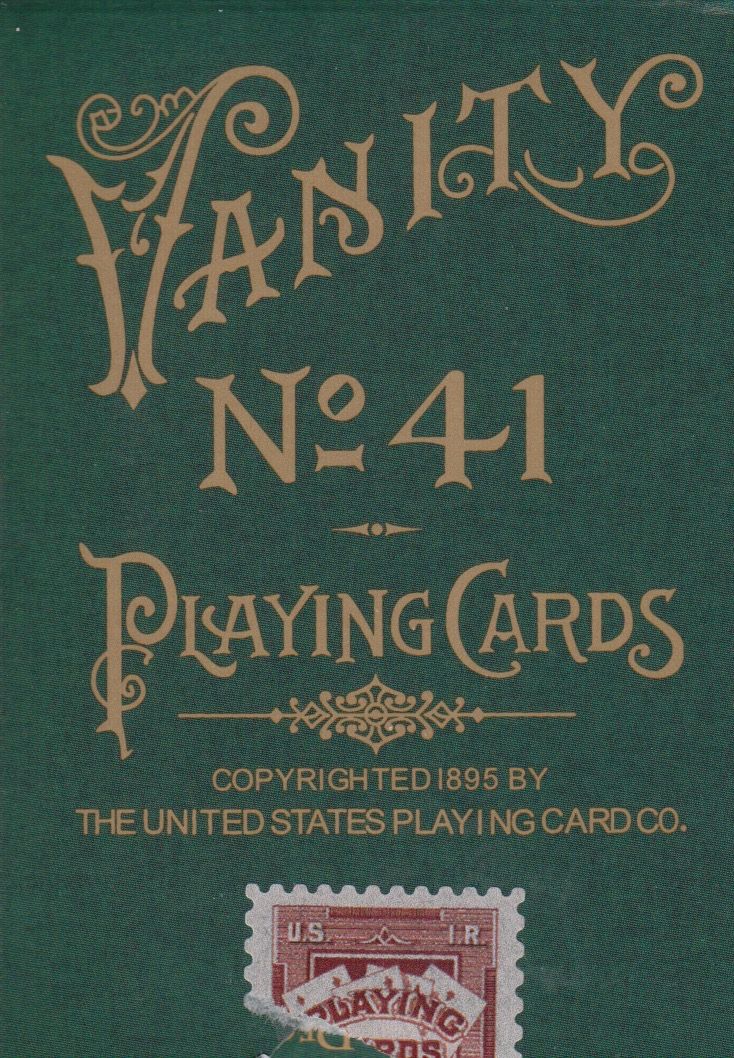 VANITY
No 41
PLAYING CARDS
COPYRIGHTED 1895 BY
THE UNITED STATES PLAYING CARD CO.
U.S. I.R.
PLAYING